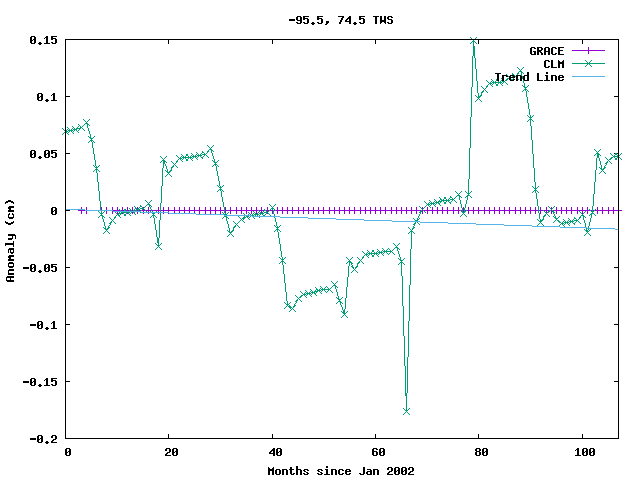 -95.5, 74.5 TWS
GRACE
CLM
Trend Line
0.15
0.1
0.05
0
-0.05
-0.1
-0.15
-0.2
Anomaly (cm)
0 20 40 60 80 100
Months since Jan 2002